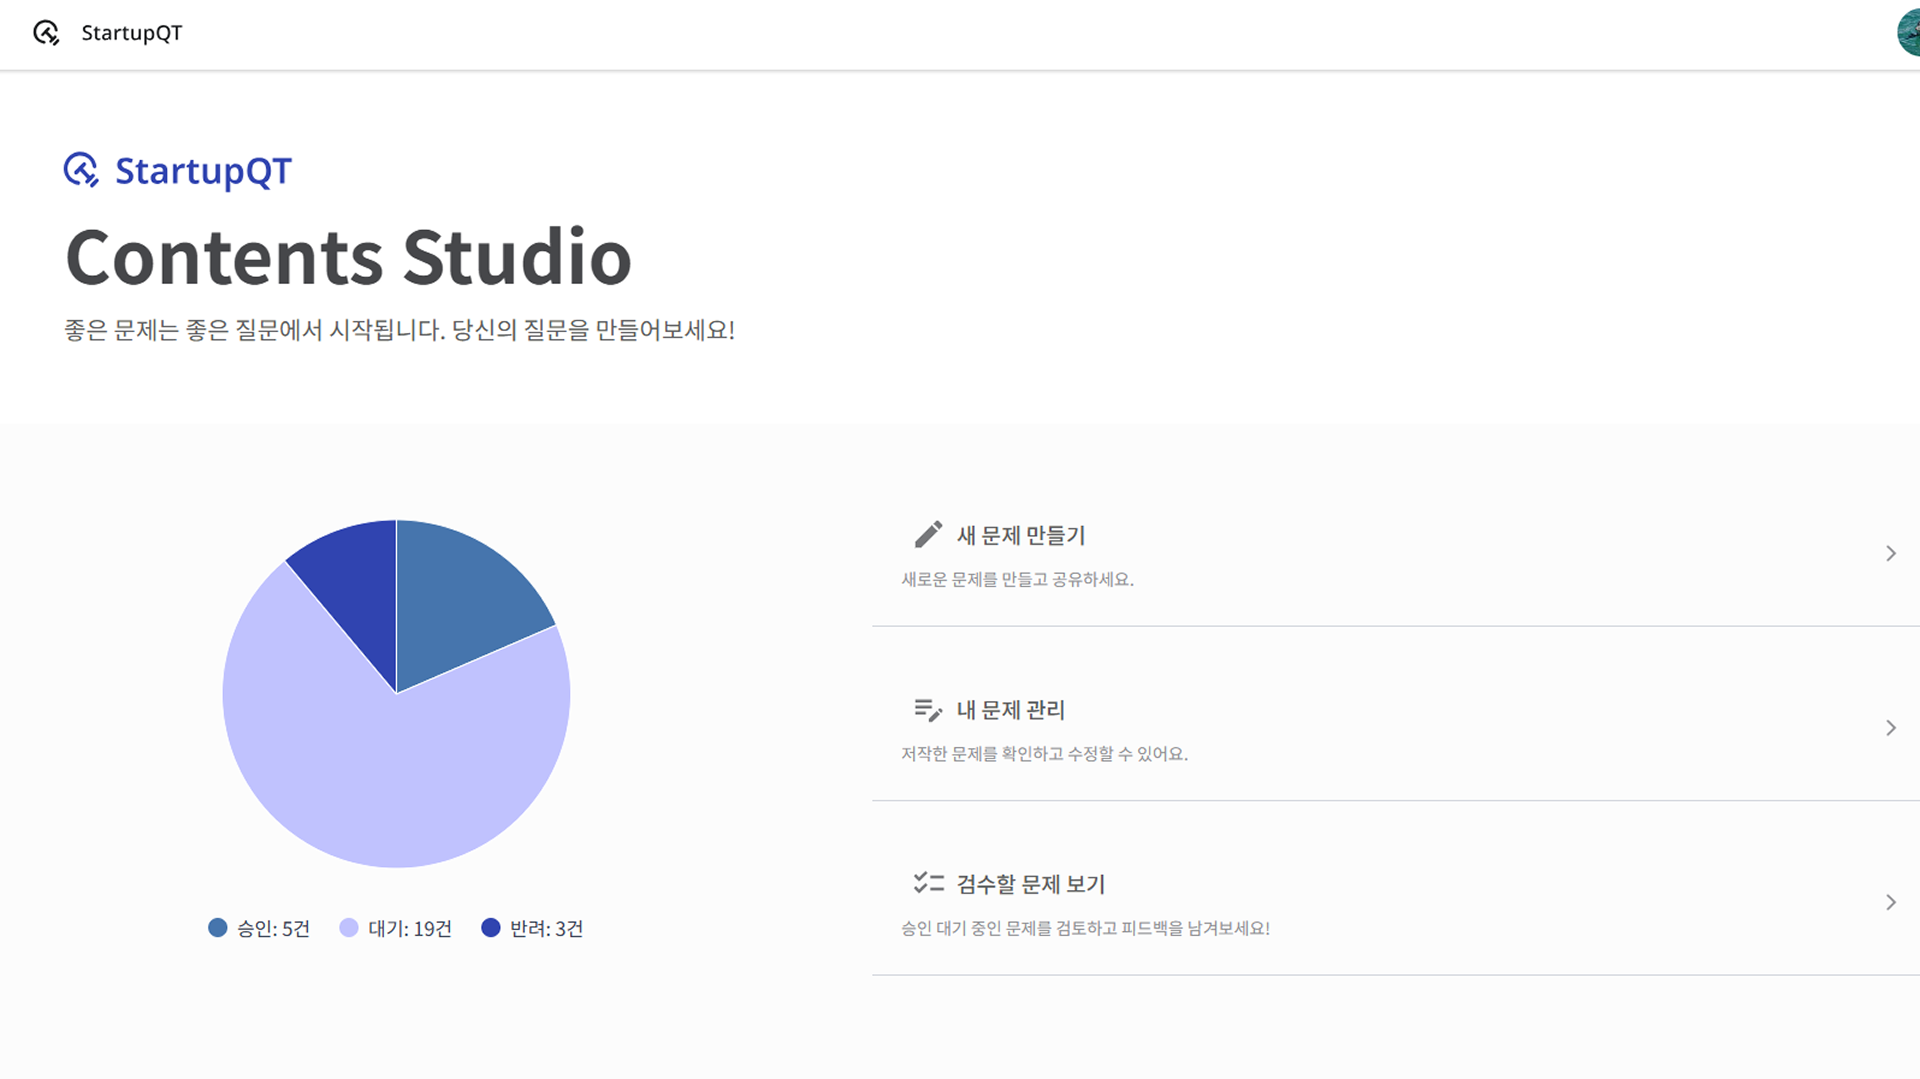 StartupQT
StartupQT
Contents Studio
좋은 문제는 좋은 질문에서 시작됩니다. 당신의 질문을 만들어보세요!
승인: 5건 대기: 19건 반려: 3건
새 문제 만들기
새로운 문제를 만들고 공유하세요.
내 문제 관리
저작한 문제를 확인하고 수정할 수 있어요.
검수할 문제 보기
승인 대기 중인 문제를 검토하고 피드백을 남겨보세요!